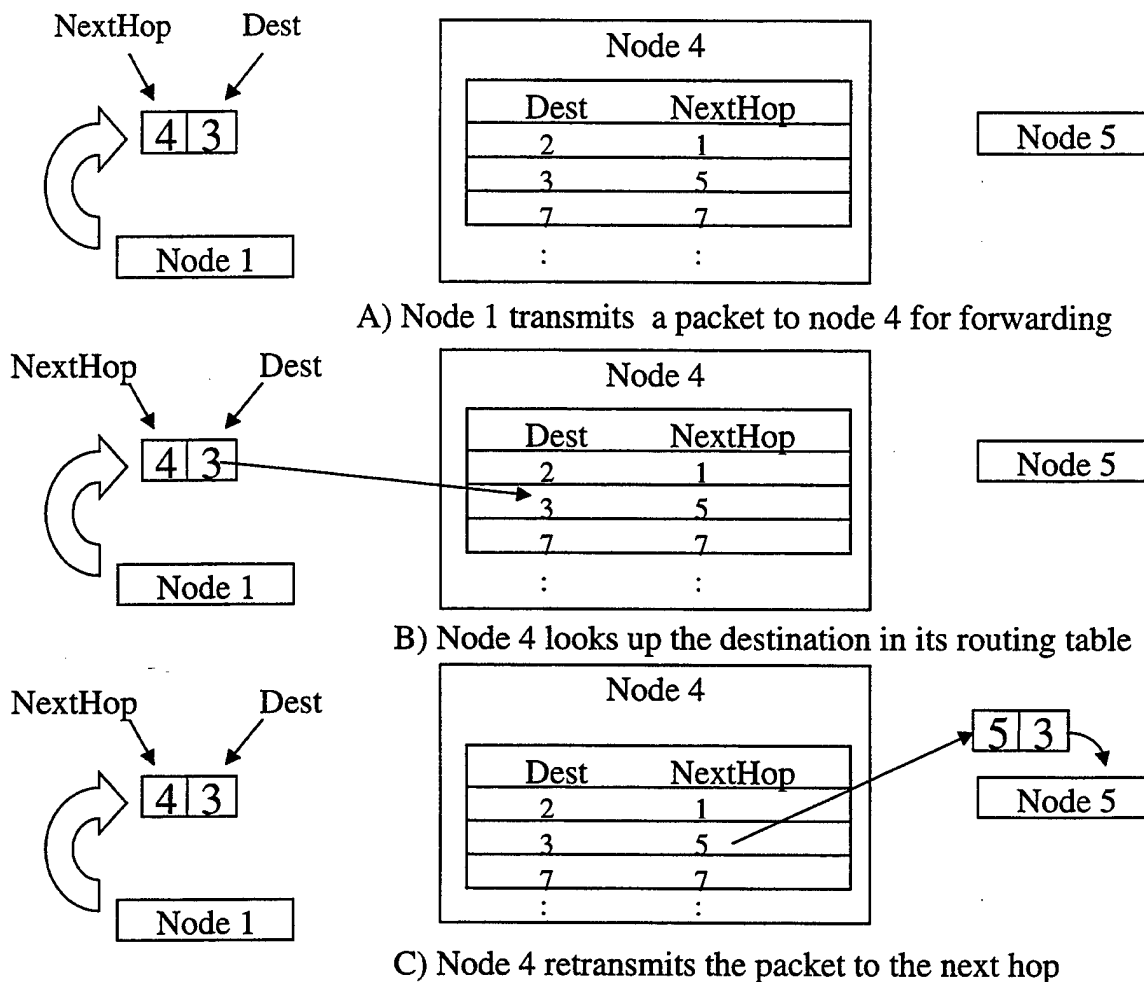 NextHop Dest
4 3
Node 1
Node 4
Dest NextHop
2 1
3 5
7 7
: :
Node 5
A) Node 1 transmits a packet to node 4 for forwarding
NextHop Dest
4 3
Node 1
Node 4
Dest NextHop
2 1
3 5
7 7
: :
Node 5
B) Node 4 looks up the destination in its routing table
NextHop Dest
4 3
Node 1
Node 4
Dest NextHop
2 1
3 5
7 7
: :
5 3
Node 5
C) Node 4 retransmits the packet to the next hop